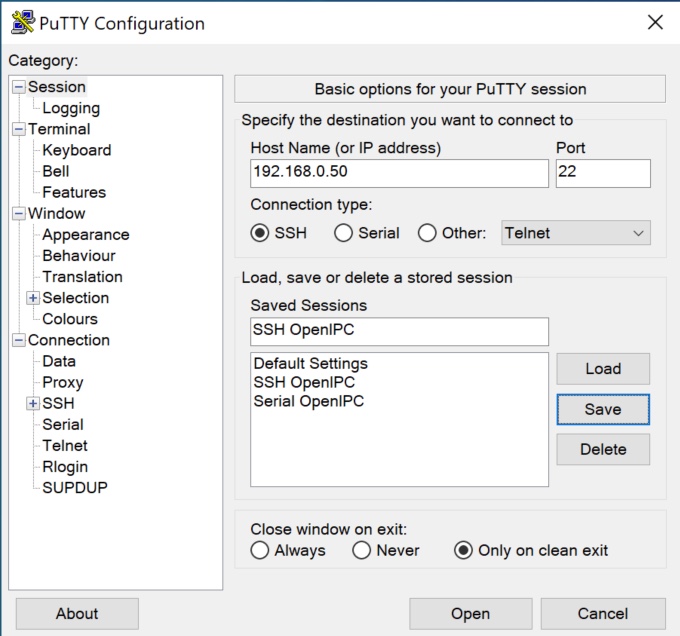 PuTTY Configuration
Category:
Session
Logging
Terminal
Keyboard
Bell
Features
Window
Appearance
Behaviour
Translation
Selection
Colours
Connection
Data
Proxy
SSH
Serial
Telnet
Rlogin
SUPDUP
Basic options for your PuTTY session
Specify the destination you want to connect to
Host Name (or IP address) Port
192.168.0.50 22
Connection type:
SSH Serial Other: Telnet
Load, save or delete a stored session
Saved Sessions
SSH OpenIPC
Default Settings
SSH OpenIPC
Serial OpenIPC
Load
Save
Delete
Close window on exit:
Always Never Only on clean exit
About Open Cancel